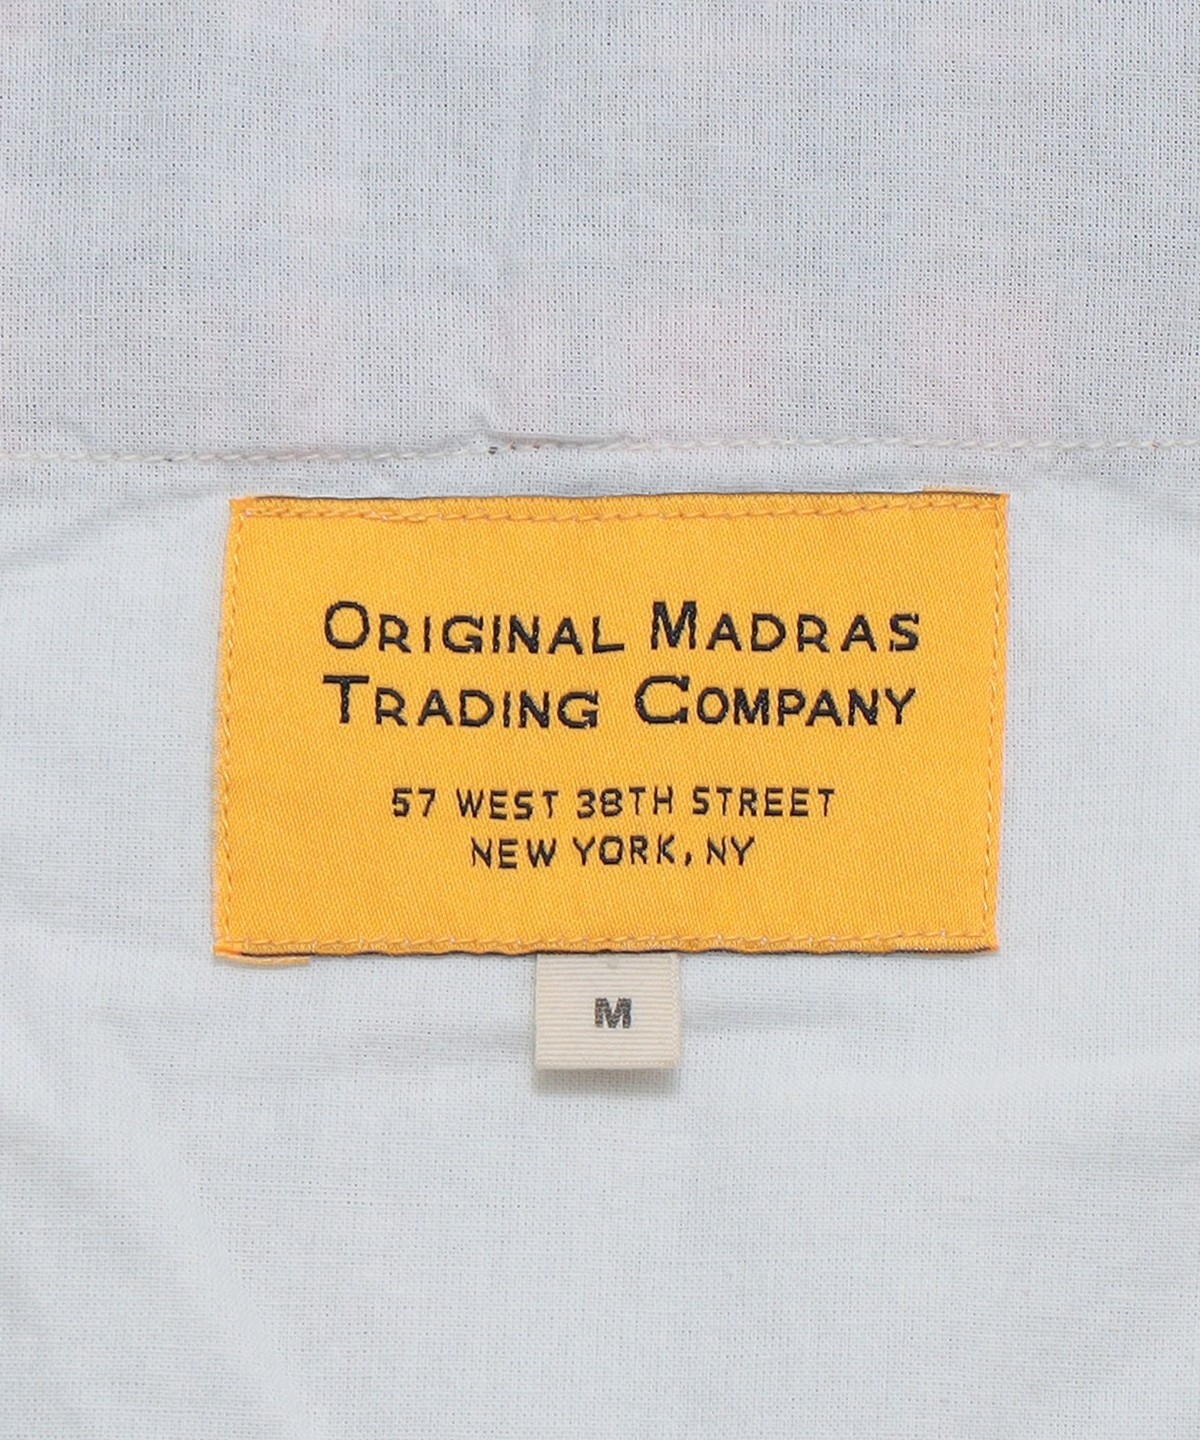 ORIGINAL MADRAS
TRADING COMPANY
57 WEST 38TH STREET
NEW YORK, NY
M